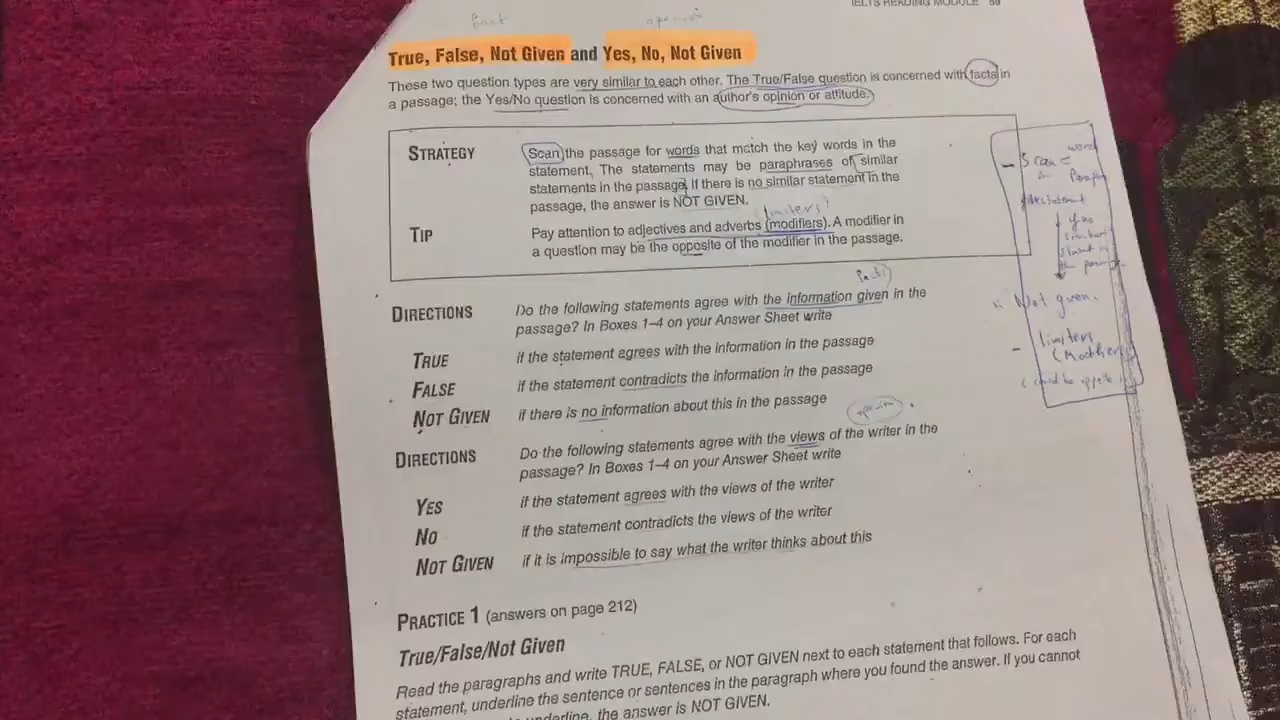 IELTS READING MODULE 59
True, False, Not Given and Yes, No, Not Given
These two question types are very similar to each other. The True/False question is concerned with facts in
a passage; the Yes/No question is concerned with an author's opinion or attitude.
STRATEGY Scan the passage for words that match the key words in the
statement, The statements may be paraphrases of similar
statements in the passage. If there is no similar statement in the
passage, the answer is NOT GIVEN.
(limiters)
TIP Pay attention to adjectives and adverbs (modifiers). A modifier in
a question may be the opposite of the modifier in the passage.
- Scan words
↓ if no
the
Not given.
- limiters
DIRECTIONS Do the following statements agree with the information given in the
passage? In Boxes 1–4 on your Answer Sheet write
TRUE if the statement agrees with the information in the passage
FALSE if the statement contradicts the information in the passage
NOT GIVEN if there is no information about this in the passage
DIRECTIONS Do the following statements agree with the views of the writer in the
passage? In Boxes 1–4 on your Answer Sheet write
YES if the statement agrees with the views of the writer
NO if the statement contradicts the views of the writer
NOT GIVEN if it is impossible to say what the writer thinks about this
PRACTICE 1 (answers on page 212)
True/False/Not Given
Read the paragraphs and write TRUE, FALSE, or NOT GIVEN next to each statement that follows. For each
statement, underline the sentence or sentences in the paragraph where you found the answer. If you cannot
underline, the answer is NOT GIVEN.